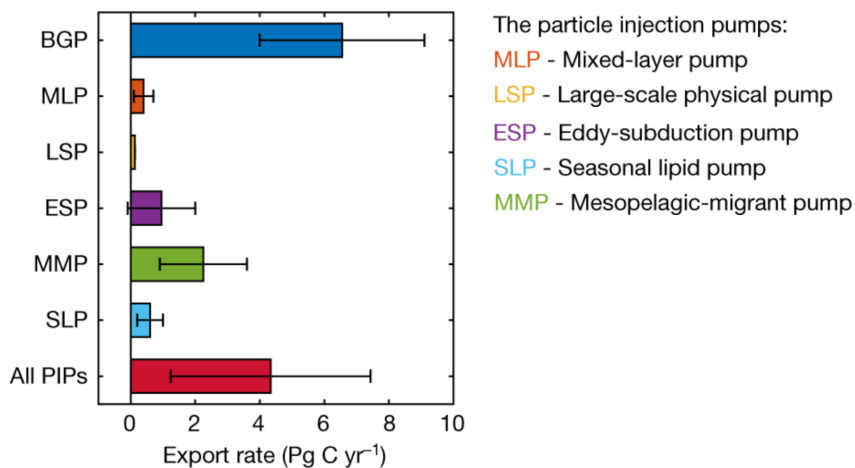 BGP
MLP
LSP
ESP
MMP
SLP
All PIPs
0 2 4 6 8 10
Export rate (Pg C yr⁻¹)
The particle injection pumps:
MLP - Mixed-layer pump
LSP - Large-scale physical pump
ESP - Eddy-subduction pump
SLP - Seasonal lipid pump
MMP - Mesopelagic-migrant pump